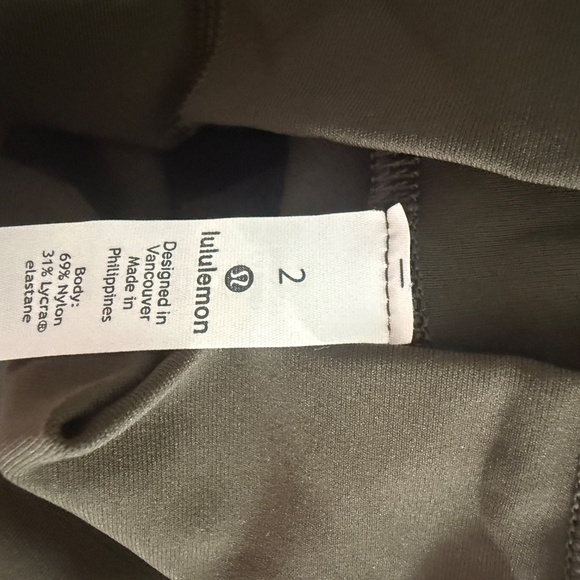 2
lululemon
Designed in
Vancouver
Made in
Philippines
Body:
69% Nylon
31% Lycra®
elastane